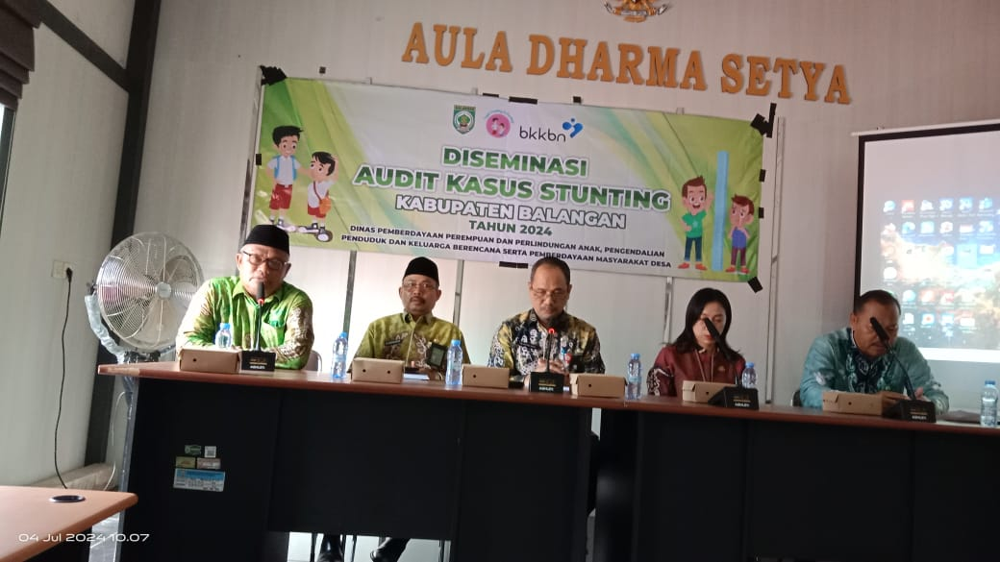 AULA DHARMA SETYA
bkkbn
DISEMINASI
AUDIT KASUS STUNTING
KABUPATEN BALANGAN
TAHUN 2024
DINAS PEMBERDAYAAN PEREMPUAN DAN PERLINDUNGAN ANAK, PENGENDALIAN
PENDUDUK DAN KELUARGA BERENCANA SERTA PEMBERDAYAAN MASYARAKAT DESA
04 Jul 2024 10.07